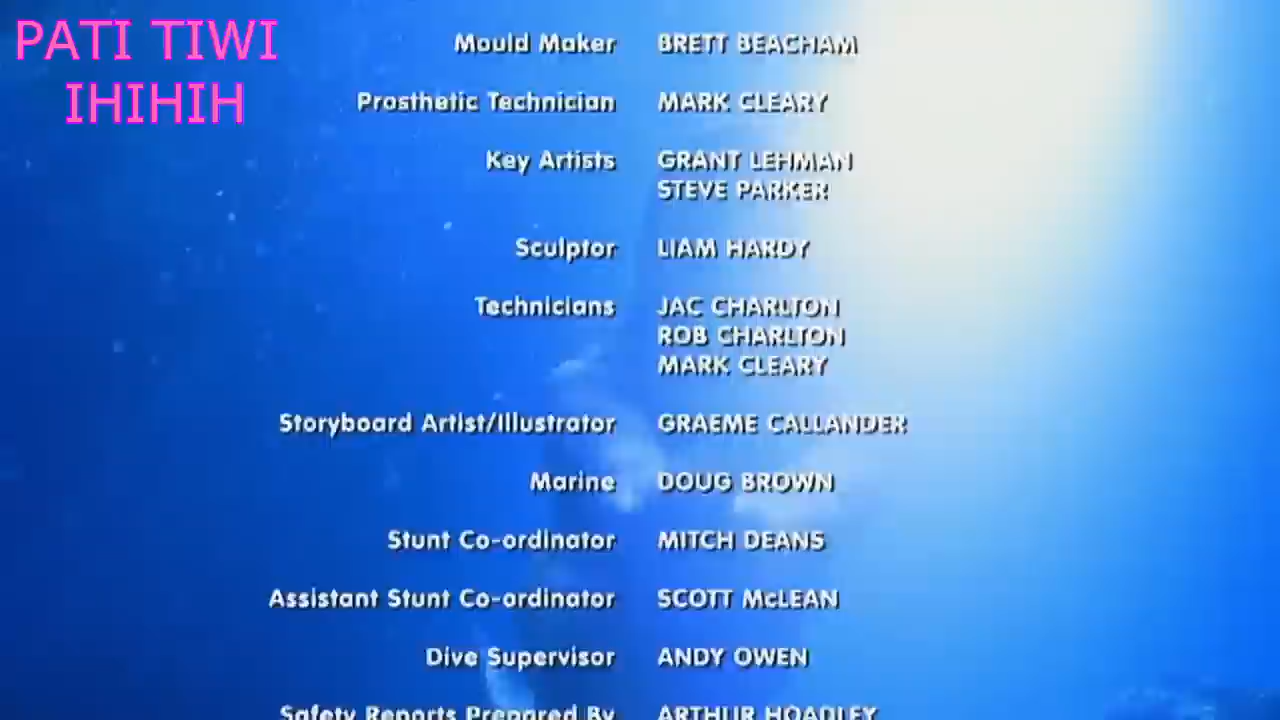 PATI TIWI
IHIHIH
Mould Maker BRETT BEACHAM
Prosthetic Technician MARK CLEARY
Key Artists GRANT LEHMAN
STEVE PARKER
Sculptor LIAM HARDY
Technicians JAC CHARLTON
ROB CHARLTON
MARK CLEARY
Storyboard Artist/Illustrator GRAEME CALLANDER
Marine DOUG BROWN
Stunt Co-ordinator MITCH DEANS
Assistant Stunt Co-ordinator SCOTT McLEAN
Dive Supervisor ANDY OWEN
Safety Reports Prepared By ARTHUR HOADLEY